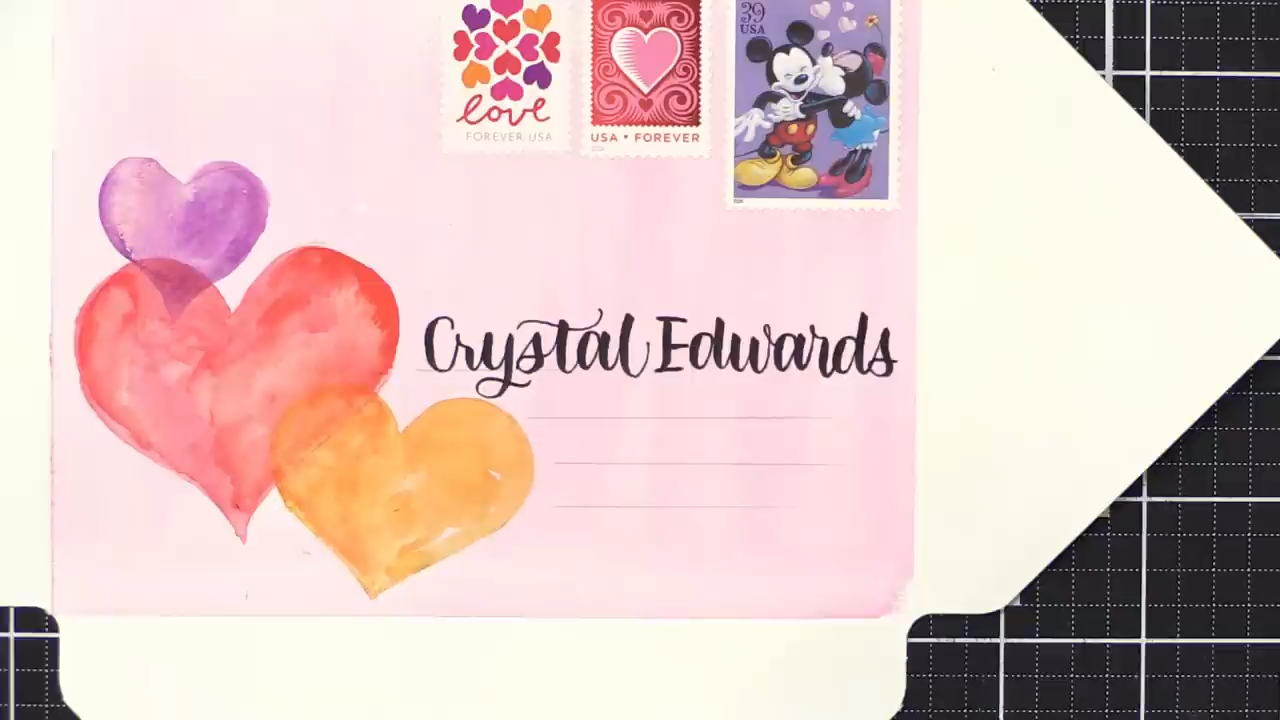 love
FOREVER USA
USA • FOREVER
39
USA
Crystal Edwards